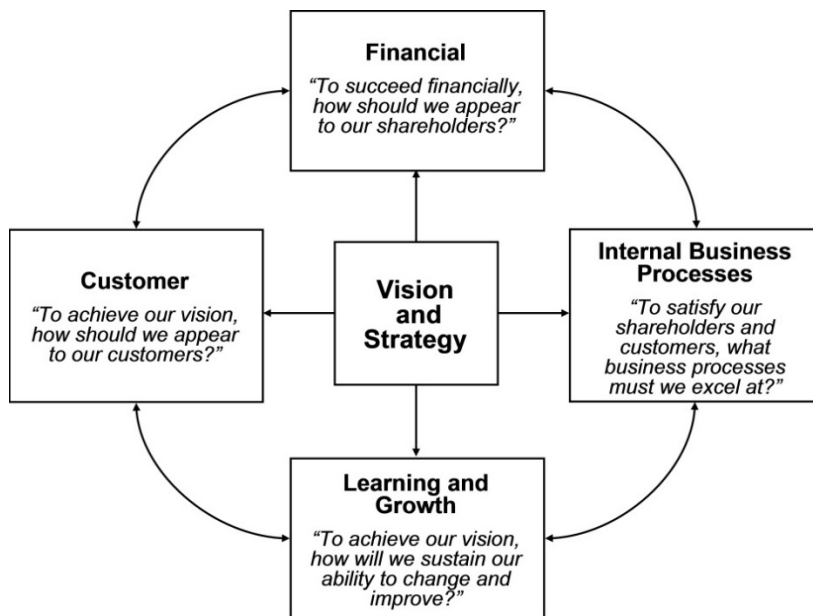 Financial
“To succeed financially,
how should we appear
to our shareholders?”
Customer
“To achieve our vision,
how should we appear
to our customers?”
Vision
and
Strategy
Internal Business
Processes
“To satisfy our
shareholders and
customers, what
business processes
must we excel at?”
Learning and
Growth
“To achieve our vision,
how will we sustain our
ability to change and
improve?”